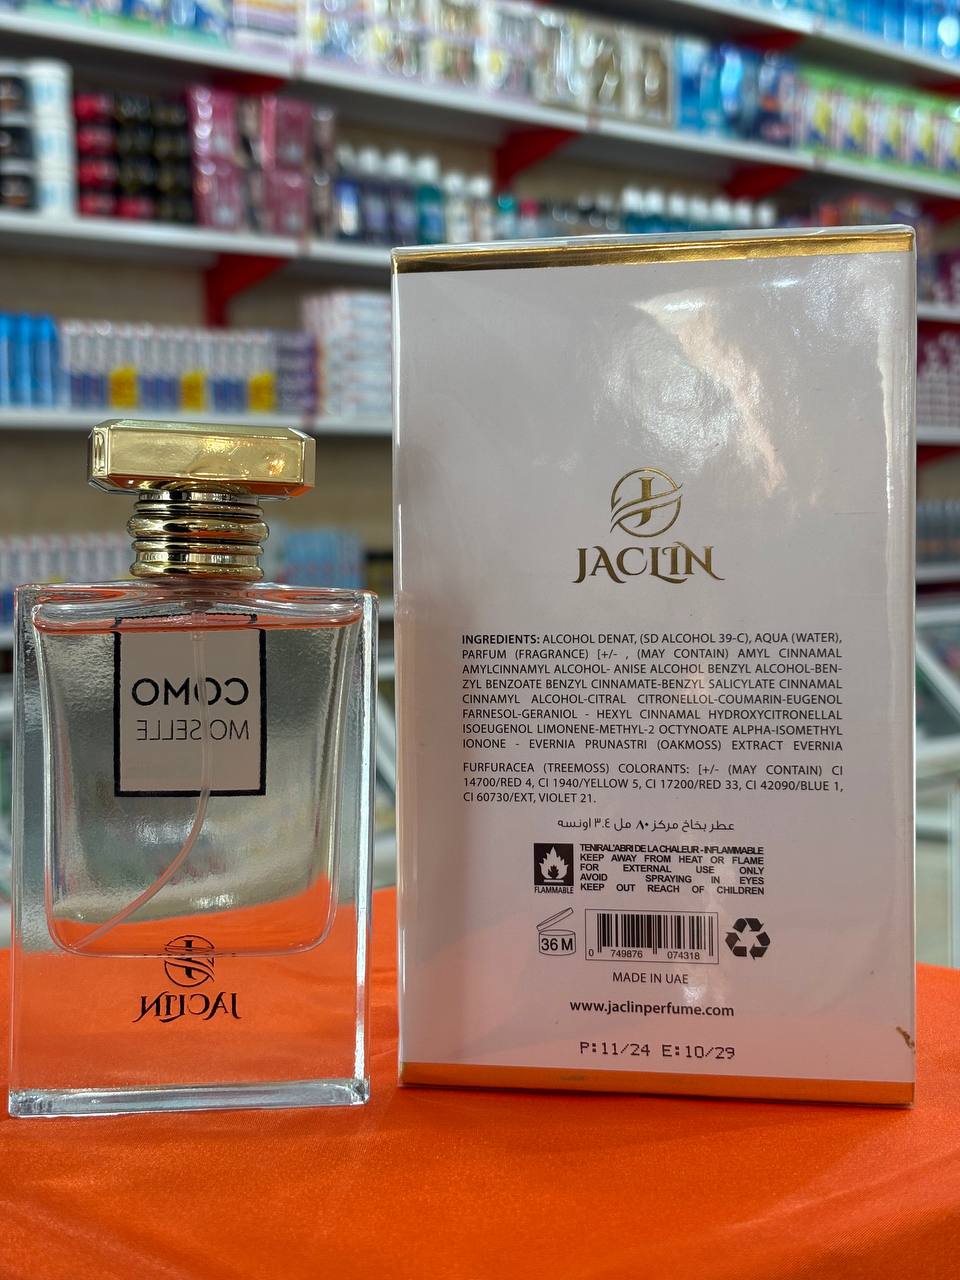 COMO
MOISELLE
JACLIN
JACLIN
INGREDIENTS: ALCOHOL DENAT, (SD ALCOHOL 39-C), AQUA (WATER),
PARFUM (FRAGRANCE) [+/- , (MAY CONTAIN) AMYL CINNAMAL
AMYLCINNAMYL ALCOHOL- ANISE ALCOHOL BENZYL ALCOHOL-BEN-
ZYL BENZOATE BENZYL CINNAMATE-BENZYL SALICYLATE CINNAMAL
CINNAMYL ALCOHOL-CITRAL CITRONELLOL-COUMARIN-EUGENOL
FARNESOL-GERANIOL - HEXYL CINNAMAL HYDROXYCITRONELLAL
ISOEUGENOL LIMONENE-METHYL-2 OCTYNOATE ALPHA-ISOMETHYL
IONONE - EVERNIA PRUNASTRI (OAKMOSS) EXTRACT EVERNIA
FURFURACEA (TREEMOSS) COLORANTS: [+/- (MAY CONTAIN) CI
14700/RED 4, CI 1940/YELLOW 5, CI 17200/RED 33, CI 42090/BLUE 1,
CI 60730/EXT, VIOLET 21.
عطر بخاخ مركز ٨٠ مل ٣.٤ اونسه
TENIRAL'ABRI DE LA CHALEUR - INFLAMMABLE
KEEP AWAY FROM HEAT OR FLAME
FOR EXTERNAL USE ONLY
AVOID SPRAYING IN EYES
KEEP OUT REACH OF CHILDREN
FLAMMABLE
36 M
0 749876 074318
MADE IN UAE
www.jaclinperfume.com
P:11/24 E:10/29